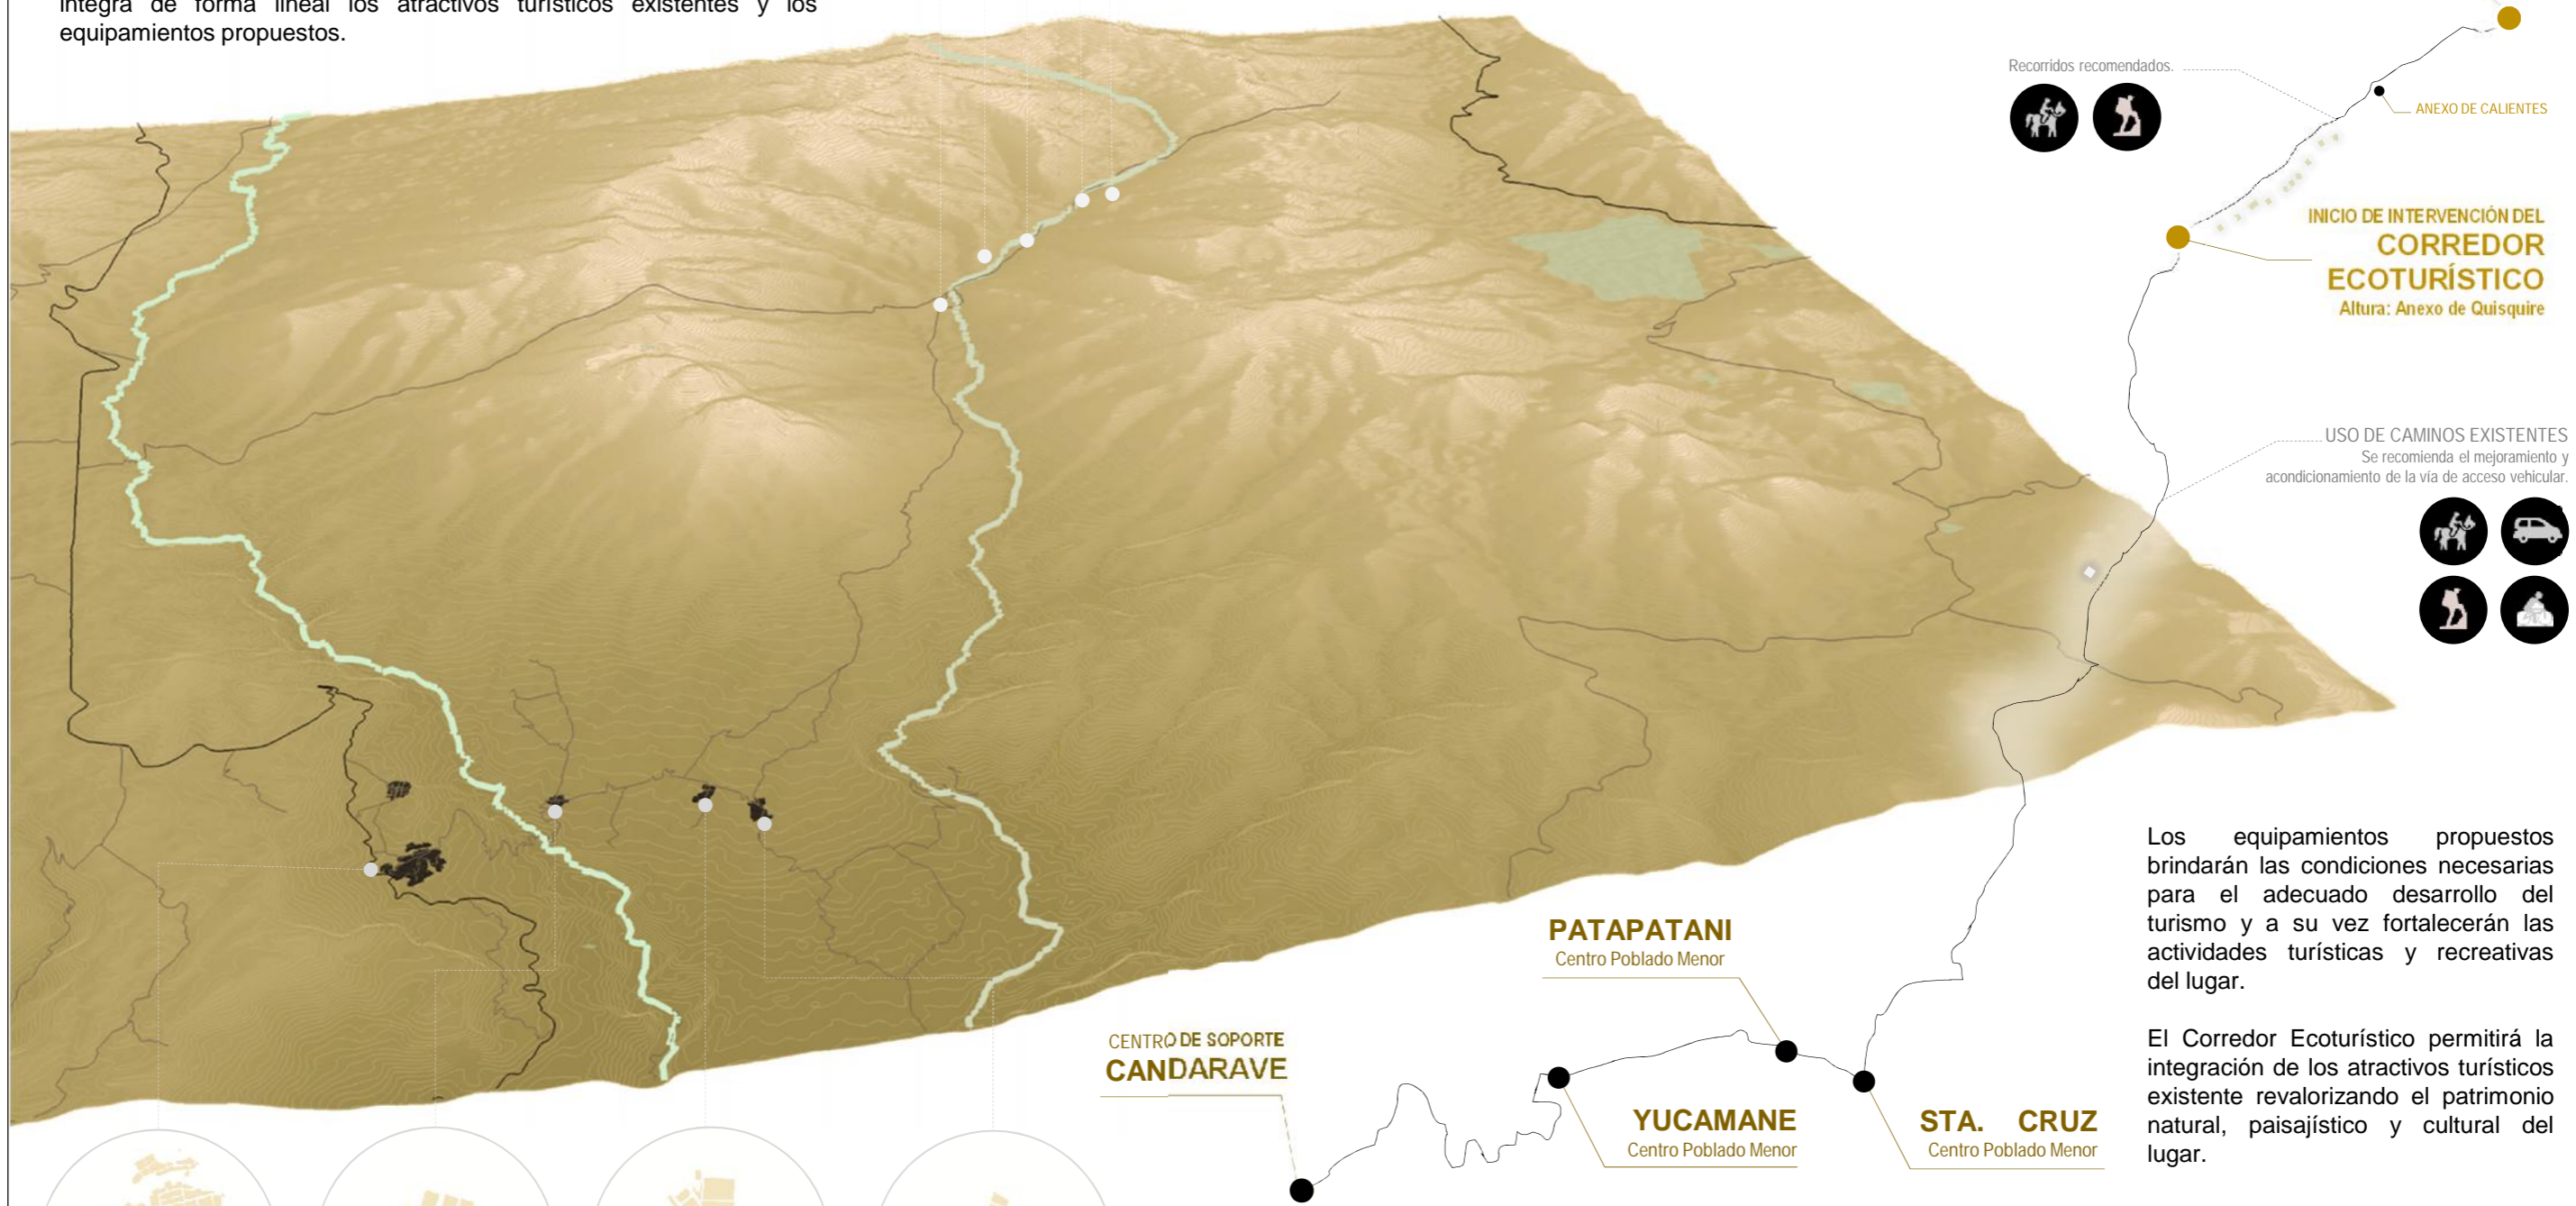 integra de forma lineal los atractivos turísticos existentes y los
equipamientos propuestos.
Recorridos recomendados.
ANEXO DE CALIENTES
INICIO DE INTERVENCIÓN DEL
CORREDOR
ECOTURÍSTICO
Altura: Anexo de Quisquire
USO DE CAMINOS EXISTENTES
Se recomienda el mejoramiento y
acondicionamiento de la vía de acceso vehicular.
Los equipamientos propuestos
brindarán las condiciones necesarias
para el adecuado desarrollo del
turismo y a su vez fortalecerán las
actividades turísticas y recreativas
del lugar.
El Corredor Ecoturístico permitirá la
integración de los atractivos turísticos
existente revalorizando el patrimonio
natural, paisajístico y cultural del
lugar.
PATAPATANI
Centro Poblado Menor
CENTRO DE SOPORTE
CANDARAVE
YUCAMANE
Centro Poblado Menor
STA. CRUZ
Centro Poblado Menor